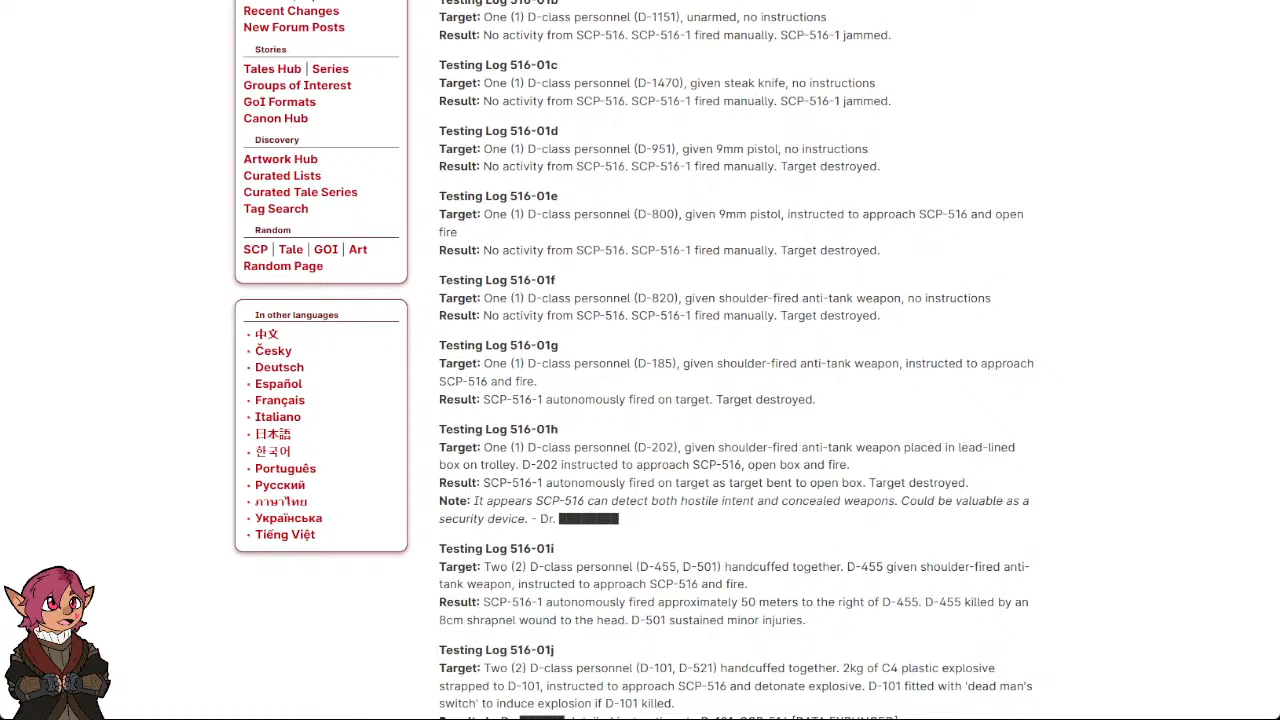 Recent Changes
New Forum Posts
Stories
Tales Hub | Series
Groups of Interest
GoI Formats
Canon Hub
Discovery
Artwork Hub
Curated Lists
Curated Tale Series
Tag Search
Random
SCP | Tale | GOI | Art
Random Page
In other languages
中文
Česky
Deutsch
Español
Français
Italiano
日本語
한국어
Português
Русский
ภาษาไทย
Українська
Tiếng Việt
Testing Log 516-01b
Target: One (1) D-class personnel (D-1151), unarmed, no instructions
Result: No activity from SCP-516. SCP-516-1 fired manually. SCP-516-1 jammed.
Testing Log 516-01c
Target: One (1) D-class personnel (D-1470), given steak knife, no instructions
Result: No activity from SCP-516. SCP-516-1 fired manually. SCP-516-1 jammed.
Testing Log 516-01d
Target: One (1) D-class personnel (D-951), given 9mm pistol, no instructions
Result: No activity from SCP-516. SCP-516-1 fired manually. Target destroyed.
Testing Log 516-01e
Target: One (1) D-class personnel (D-800), given 9mm pistol, instructed to approach SCP-516 and open
fire
Result: No activity from SCP-516. SCP-516-1 fired manually. Target destroyed.
Testing Log 516-01f
Target: One (1) D-class personnel (D-820), given shoulder-fired anti-tank weapon, no instructions
Result: No activity from SCP-516. SCP-516-1 fired manually. Target destroyed.
Testing Log 516-01g
Target: One (1) D-class personnel (D-185), given shoulder-fired anti-tank weapon, instructed to approach
SCP-516 and fire.
Result: SCP-516-1 autonomously fired on target. Target destroyed.
Testing Log 516-01h
Target: One (1) D-class personnel (D-202), given shoulder-fired anti-tank weapon placed in lead-lined
box on trolley. D-202 instructed to approach SCP-516, open box and fire.
Result: SCP-516-1 autonomously fired on target as target bent to open box. Target destroyed.
Note: It appears SCP-516 can detect both hostile intent and concealed weapons. Could be valuable as a
security device. - Dr. ████████
Testing Log 516-01i
Target: Two (2) D-class personnel (D-455, D-501) handcuffed together. D-455 given shoulder-fired anti-
tank weapon, instructed to approach SCP-516 and fire.
Result: SCP-516-1 autonomously fired approximately 50 meters to the right of D-455. D-455 killed by an
8cm shrapnel wound to the head. D-501 sustained minor injuries.
Testing Log 516-01j
Target: Two (2) D-class personnel (D-101, D-521) handcuffed together. 2kg of C4 plastic explosive
strapped to D-101, instructed to approach SCP-516 and detonate explosive. D-101 fitted with 'dead man's
switch' to induce explosion if D-101 killed.